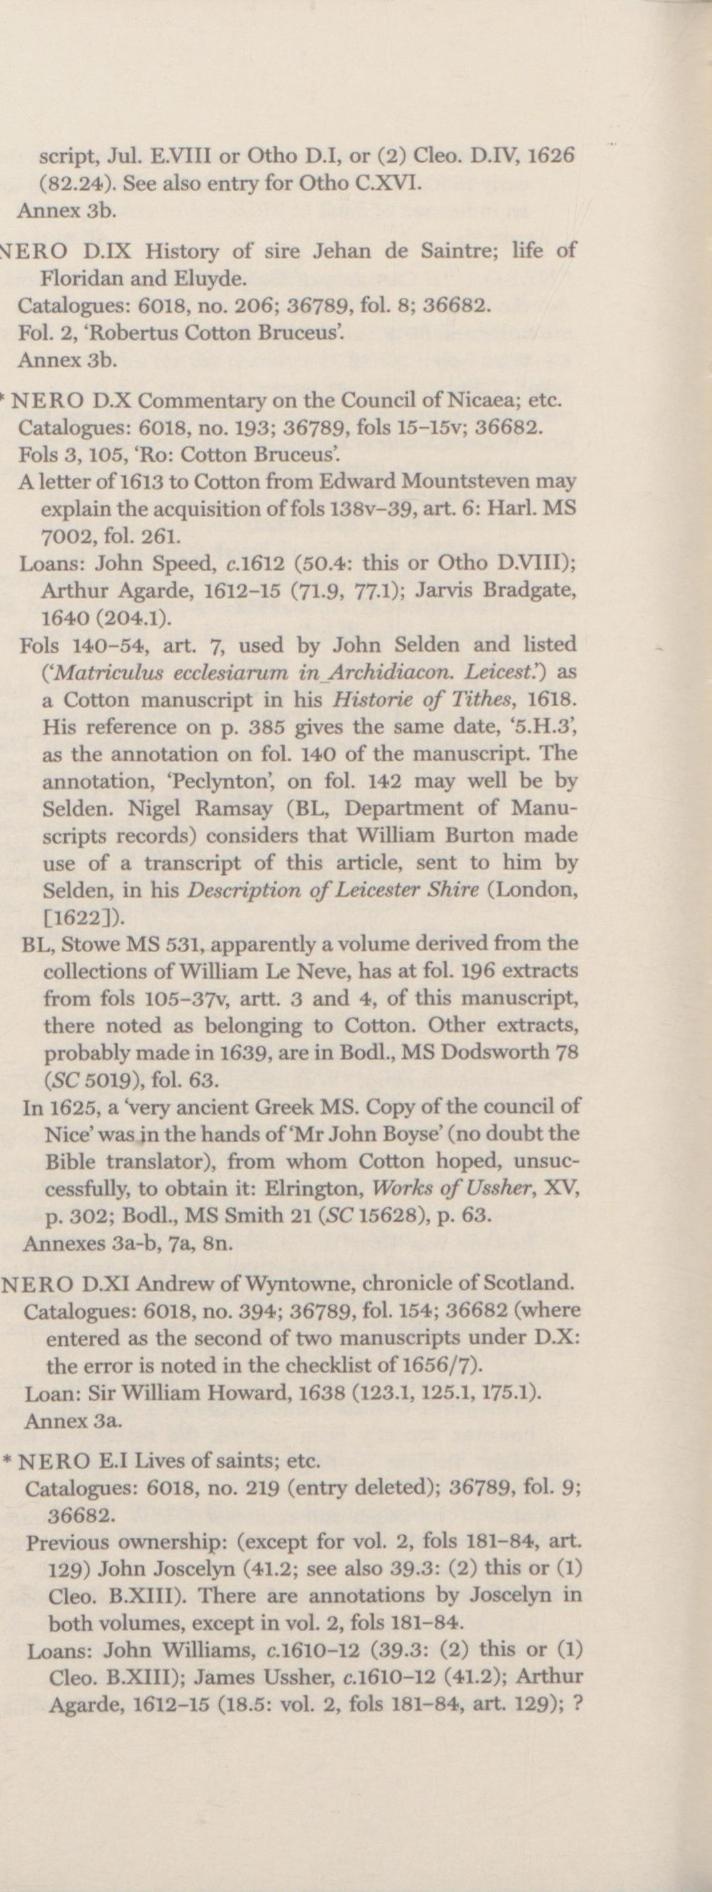 script, Jul. E.VIII or Otho D.I, or (2) Cleo. D.IV, 1626
(82.24). See also entry for Otho C.XVI.
Annex 3b.
NERO D.IX History of sire Jehan de Saintre; life of
Floridan and Eluyde.
Catalogues: 6018, no. 206; 36789, fol. 8; 36682.
Fol. 2, ‘Robertus Cotton Bruceus’.
Annex 3b.
* NERO D.X Commentary on the Council of Nicaea; etc.
Catalogues: 6018, no. 193; 36789, fols 15–15v; 36682.
Fols 3, 105, ‘Ro: Cotton Bruceus’.
A letter of 1613 to Cotton from Edward Mountsteven may
explain the acquisition of fols 138v–39, art. 6: Harl. MS
7002, fol. 261.
Loans: John Speed, c.1612 (50.4: this or Otho D.VIII);
Arthur Agarde, 1612–15 (71.9, 77.1); Jarvis Bradgate,
1640 (204.1).
Fols 140–54, art. 7, used by John Selden and listed
(‘Matriculus ecclesiarum in_Archidiacon. Leicest.’) as
a Cotton manuscript in his Historie of Tithes, 1618.
His reference on p. 385 gives the same date, ‘5.H.3’,
as the annotation on fol. 140 of the manuscript. The
annotation, ‘Peclynton’, on fol. 142 may well be by
Selden. Nigel Ramsay (BL, Department of Manu-
scripts records) considers that William Burton made
use of a transcript of this article, sent to him by
Selden, in his Description of Leicester Shire (London,
[1622]).
BL, Stowe MS 531, apparently a volume derived from the
collections of William Le Neve, has at fol. 196 extracts
from fols 105–37v, artt. 3 and 4, of this manuscript,
there noted as belonging to Cotton. Other extracts,
probably made in 1639, are in Bodl., MS Dodsworth 78
(SC 5019), fol. 63.
In 1625, a ‘very ancient Greek MS. Copy of the council of
Nice’ was in the hands of ‘Mr John Boyse’ (no doubt the
Bible translator), from whom Cotton hoped, unsuc-
cessfully, to obtain it: Elrington, Works of Ussher, XV,
p. 302; Bodl., MS Smith 21 (SC 15628), p. 63.
Annexes 3a-b, 7a, 8n.
NERO D.XI Andrew of Wyntowne, chronicle of Scotland.
Catalogues: 6018, no. 394; 36789, fol. 154; 36682 (where
entered as the second of two manuscripts under D.X:
the error is noted in the checklist of 1656/7).
Loan: Sir William Howard, 1638 (123.1, 125.1, 175.1).
Annex 3a.
* NERO E.I Lives of saints; etc.
Catalogues: 6018, no. 219 (entry deleted); 36789, fol. 9;
36682.
Previous ownership: (except for vol. 2, fols 181–84, art.
129) John Joscelyn (41.2; see also 39.3: (2) this or (1)
Cleo. B.XIII). There are annotations by Joscelyn in
both volumes, except in vol. 2, fols 181–84.
Loans: John Williams, c.1610–12 (39.3: (2) this or (1)
Cleo. B.XIII); James Ussher, c.1610–12 (41.2); Arthur
Agarde, 1612–15 (18.5: vol. 2, fols 181–84, art. 129); ?